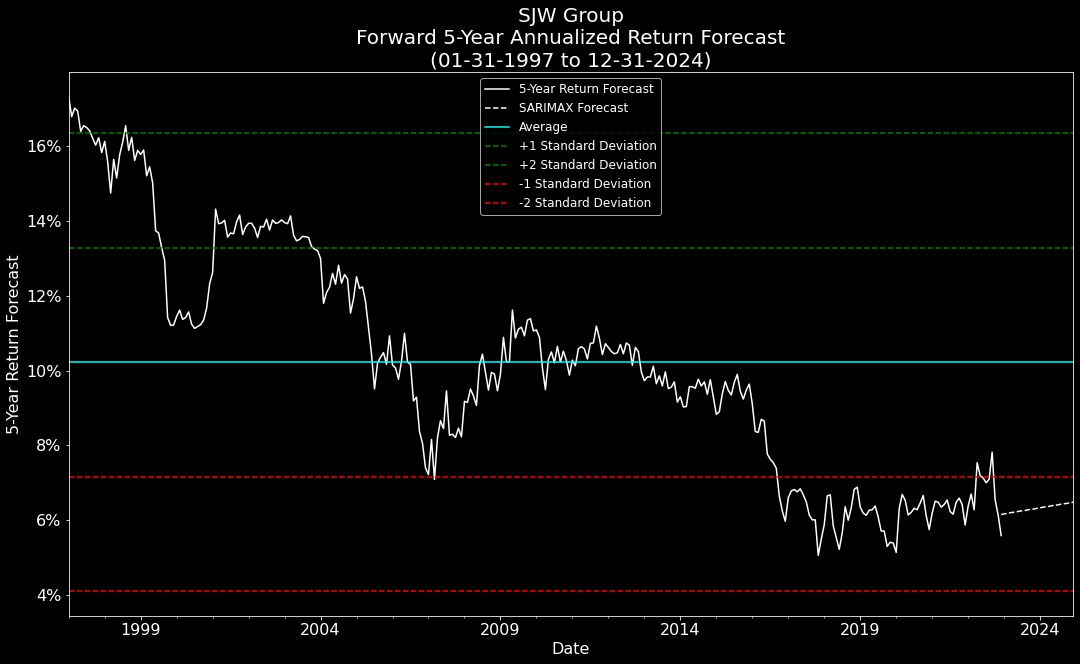 SJW Group
Forward 5-Year Annualized Return Forecast
(01-31-1997 to 12-31-2024)
5-Year Return Forecast
SARIMAX Forecast
Average
+1 Standard Deviation
+2 Standard Deviation
-1 Standard Deviation
-2 Standard Deviation
5-Year Return Forecast
16%
14%
12%
10%
8%
6%
4%
1999 2004 2009 2014 2019 2024
Date